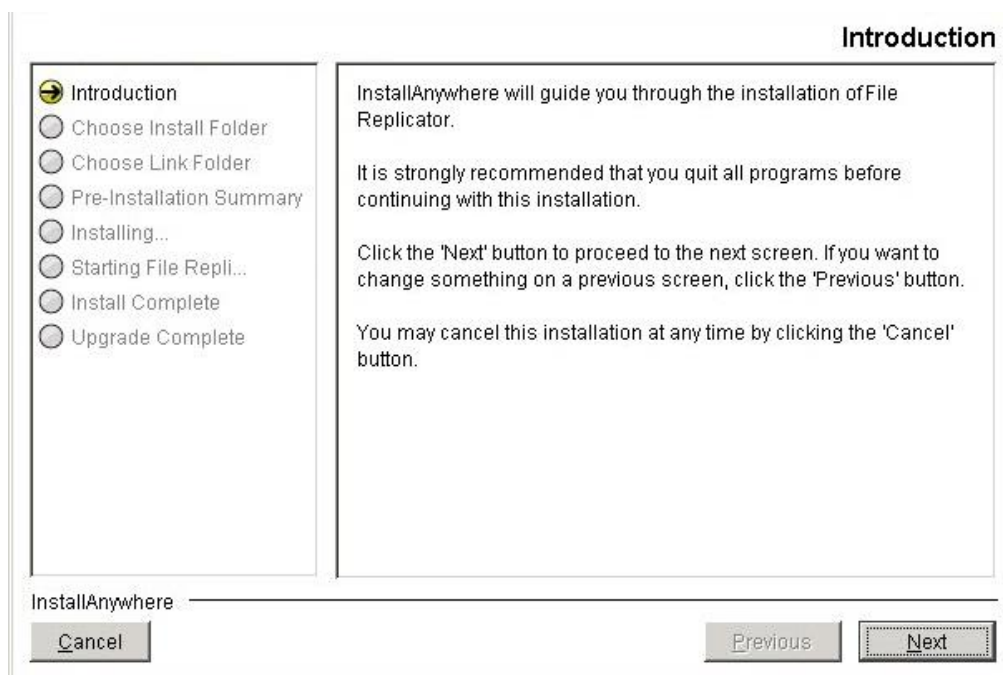 Introduction
Introduction
Choose Install Folder
Choose Link Folder
Pre-Installation Summary
Installing...
Starting File Repli...
Install Complete
Upgrade Complete
InstallAnywhere will guide you through the installation of File
Replicator.
It is strongly recommended that you quit all programs before
continuing with this installation.
Click the 'Next' button to proceed to the next screen. If you want to
change something on a previous screen, click the 'Previous' button.
You may cancel this installation at any time by clicking the 'Cancel'
button.
InstallAnywhere
Cancel
Previous
Next